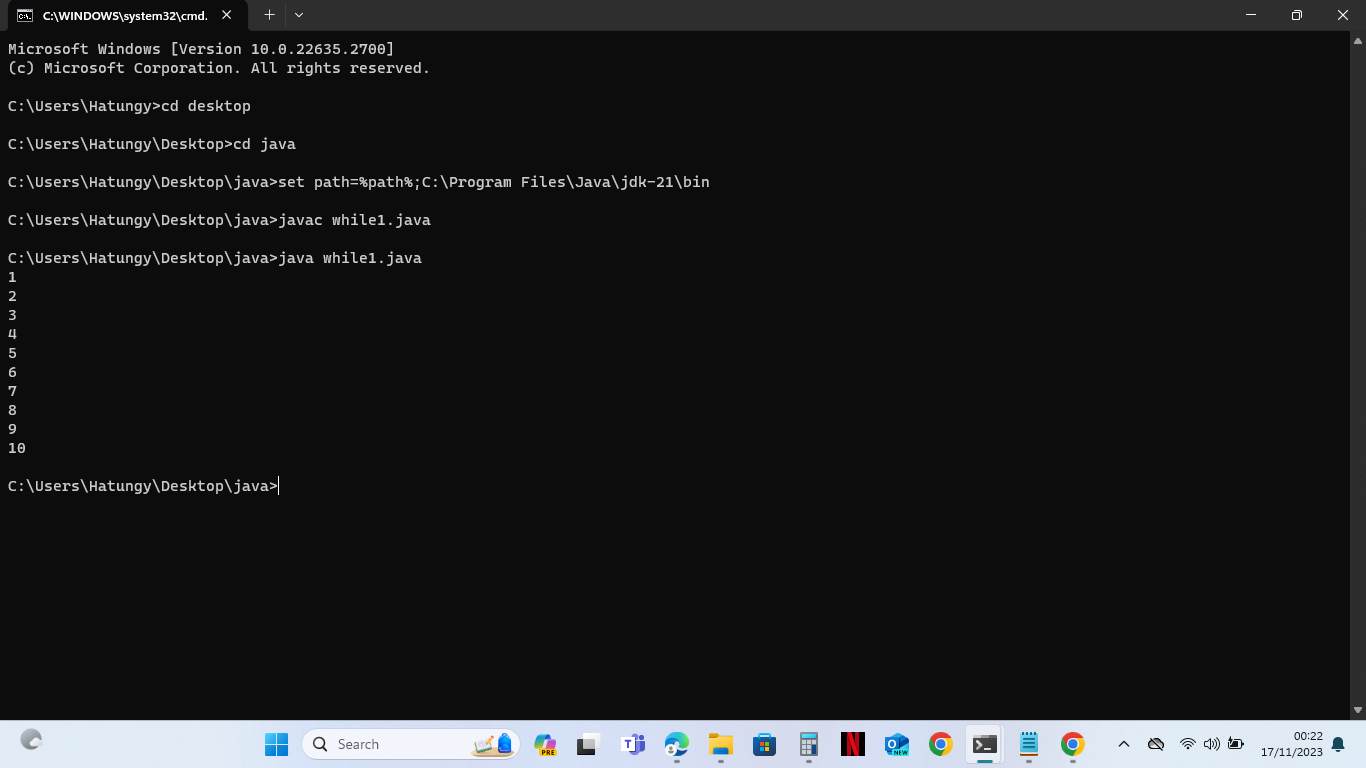 C:\WINDOWS\system32\cmd.
Microsoft Windows [Version 10.0.22635.2700]
(c) Microsoft Corporation. All rights reserved.
C:\Users\Hatungy>cd desktop
C:\Users\Hatungy\Desktop>cd java
C:\Users\Hatungy\Desktop\java>set path=%path%;C:\Program Files\Java\jdk-21\bin
C:\Users\Hatungy\Desktop\java>javac while1.java
C:\Users\Hatungy\Desktop\java>java while1.java
1
2
3
4
5
6
7
8
9
10
C:\Users\Hatungy\Desktop\java>
Search
PRE
NEW
00:22
17/11/2023